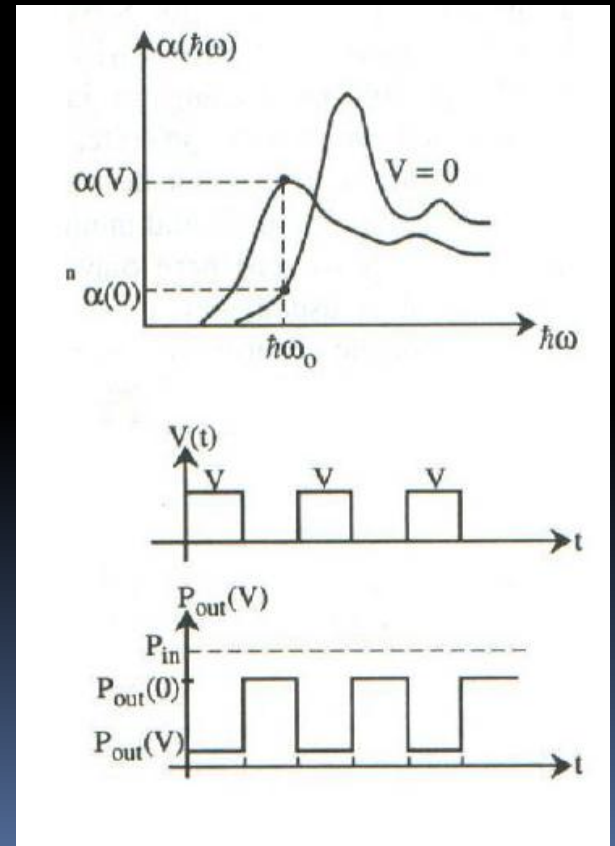 α(ħω)
α(V)
V = 0
n
α(0)
ħω₀
ħω
V(t)
V V V
t
P_out(V)
P_in
P_out(0)
P_out(V)
t